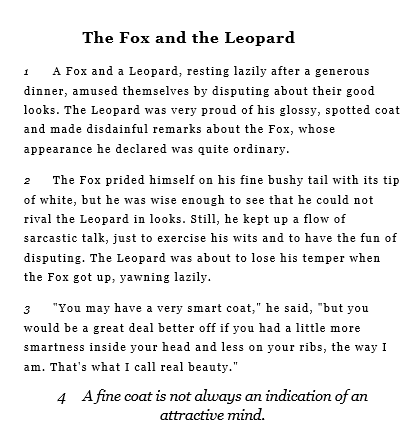 The Fox and the Leopard
1 A Fox and a Leopard, resting lazily after a generous
dinner, amused themselves by disputing about their good
looks. The Leopard was very proud of his glossy, spotted coat
and made disdainful remarks about the Fox, whose
appearance he declared was quite ordinary.
2 The Fox prided himself on his fine bushy tail with its tip
of white, but he was wise enough to see that he could not
rival the Leopard in looks. Still, he kept up a flow of
sarcastic talk, just to exercise his wits and to have the fun of
disputing. The Leopard was about to lose his temper when
the Fox got up, yawning lazily.
3 "You may have a very smart coat," he said, "but you
would be a great deal better off if you had a little more
smartness inside your head and less on your ribs, the way I
am. That's what I call real beauty."
4 A fine coat is not always an indication of an
attractive mind.